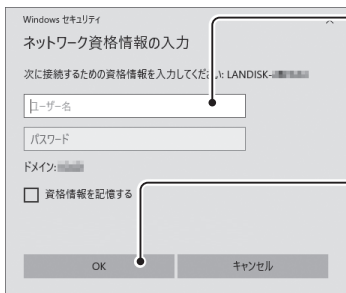 Windows セキュリティ
ネットワーク資格情報の入力
次に接続するための資格情報を入力してください: LANDISK-
ユーザー名
パスワード
ドメイン:
資格情報を記憶する
OK
キャンセル